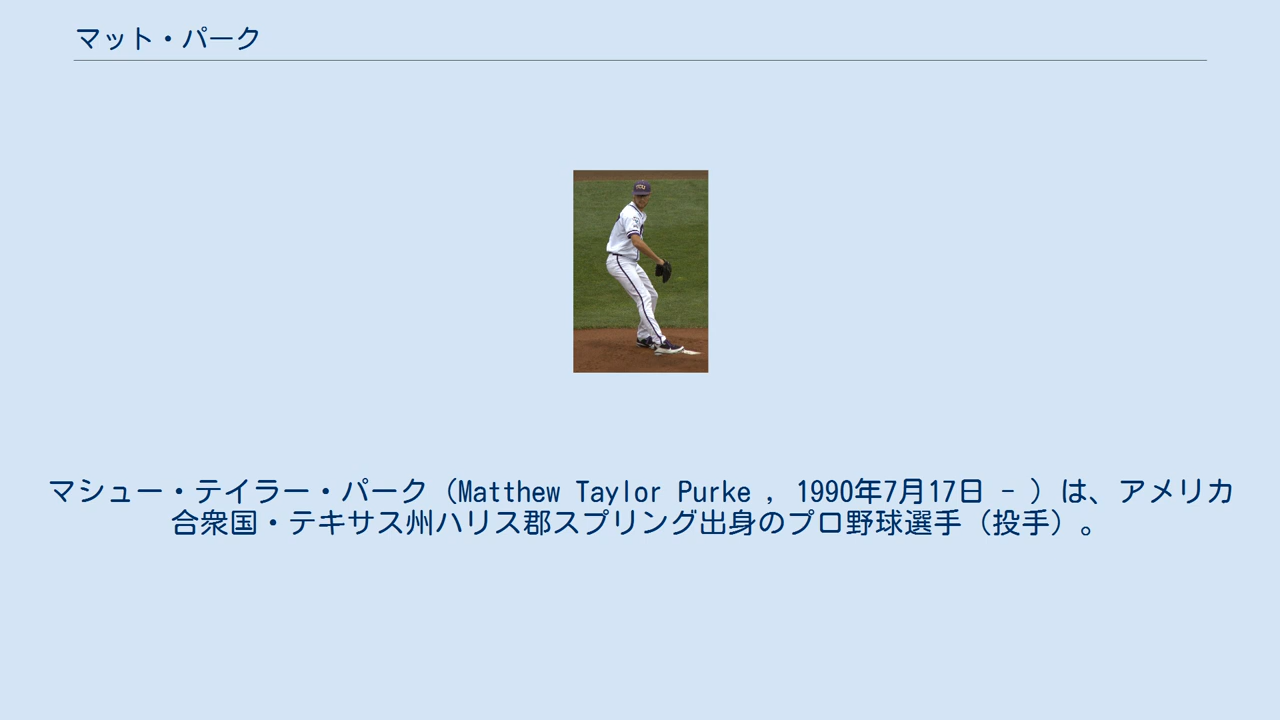 マット・パーク
マシュー・テイラー・パーク（Matthew Taylor Purke , 1990年7月17日 - ）は、アメリカ
合衆国・テキサス州ハリス郡スプリング出身のプロ野球選手（投手）。